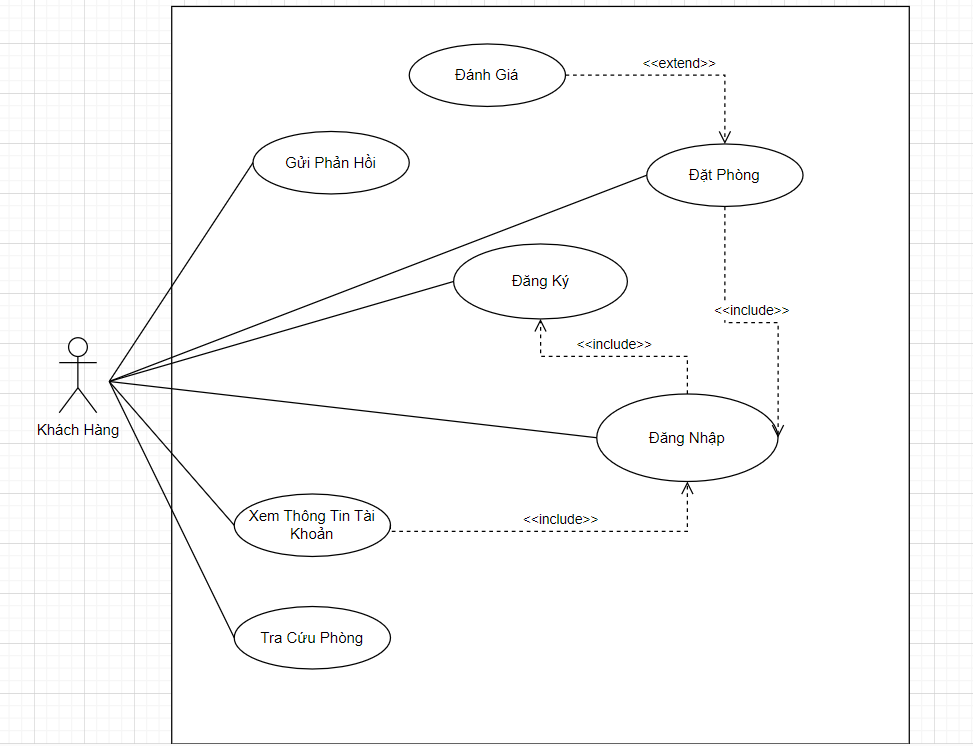 Đánh Giá
<<extend>>
Gửi Phản Hồi
Đặt Phòng
Đăng Ký
<<include>>
<<include>>
Khách Hàng
Đăng Nhập
Xem Thông Tin Tài
Khoản
<<include>>
Tra Cứu Phòng